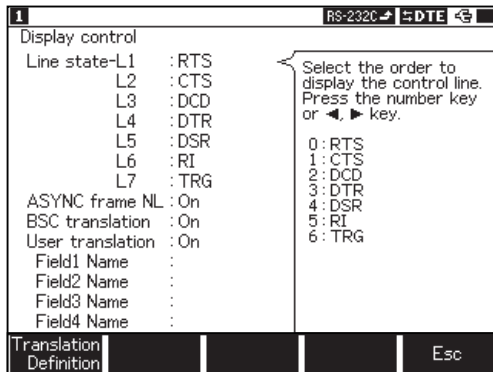 1 RS-232C DTE
Display control
Line state-L1 :RTS
L2 :CTS
L3 :DCD
L4 :DTR
L5 :DSR
L6 :RI
L7 :TRG
ASYNC frame NL :On
BSC translation :On
User translation :On
Field1 Name :
Field2 Name :
Field3 Name :
Field4 Name :
Select the order to
display the control line.
Press the number key
or ◄, ► key.
0:RTS
1:CTS
2:DCD
3:DTR
4:DSR
5:RI
6:TRG
Translation
Definition
Esc